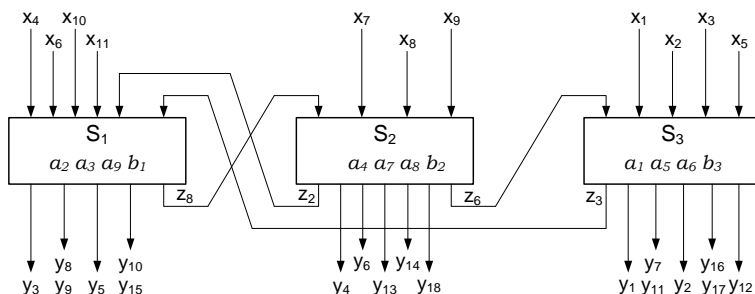 x4 x10 x7 x9 x1 x3
x6 x11 x8 x2 x5
S1 S2 S3
a2 a3 a9 b1 a4 a7 a8 b2 a1 a5 a6 b3
z8 z2 z6 z3
y8 y10 y6 y14 y7 y16
y3 y9 y5 y15 y4 y13 y18 y1 y11 y2 y17 y12